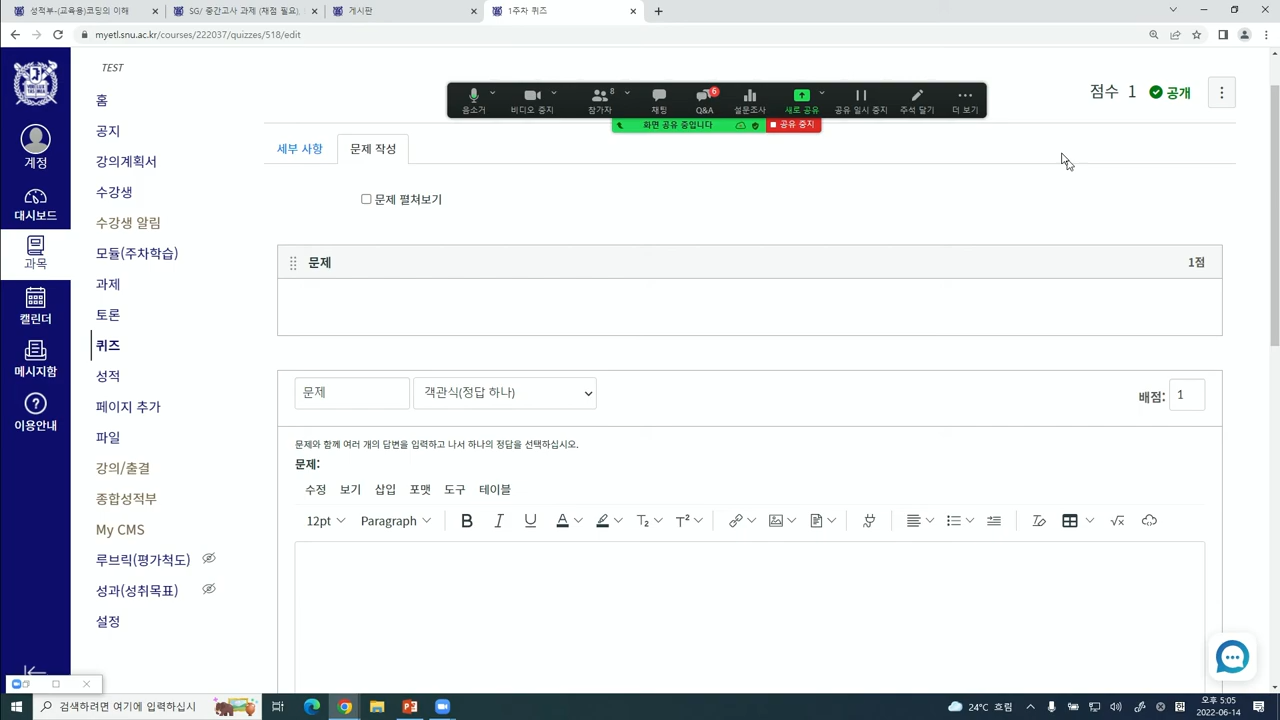 성적부-(교육용)코딩의 이해
SG/ 중간고사 과제 (채점 필요),
게시판
1주차 퀴즈
myetl.snu.ac.kr/courses/222037/quizzes/518/edit
TEST
홈
공지
강의계획서
수강생
수강생 알림
모듈(주차학습)
과제
토론
퀴즈
성적
페이지 추가
파일
강의/출결
종합성적부
My CMS
루브릭(평가척도)
성과(성취목표)
설정
계정
대시보드
과목
캘린더
메시지함
이용안내
음소거
비디오 중지
참가자 8
채팅
Q&A 6
설문조사
새로 공유
공유 일시 중지
주석 달기
더 보기
화면 공유 중입니다
공유 중지
점수 1 공개
세부 사항
문제 작성
문제 펼쳐보기
문제 1점
문제
객관식(정답 하나)
배점: 1
문제와 함께 여러 개의 답변을 입력하고 나서 하나의 정답을 선택하십시오.
문제:
수정 보기 삽입 포맷 도구 테이블
12pt Paragraph
검색하려면 여기에 입력하십시
24°C 흐림
오후 5:05
2022-06-14